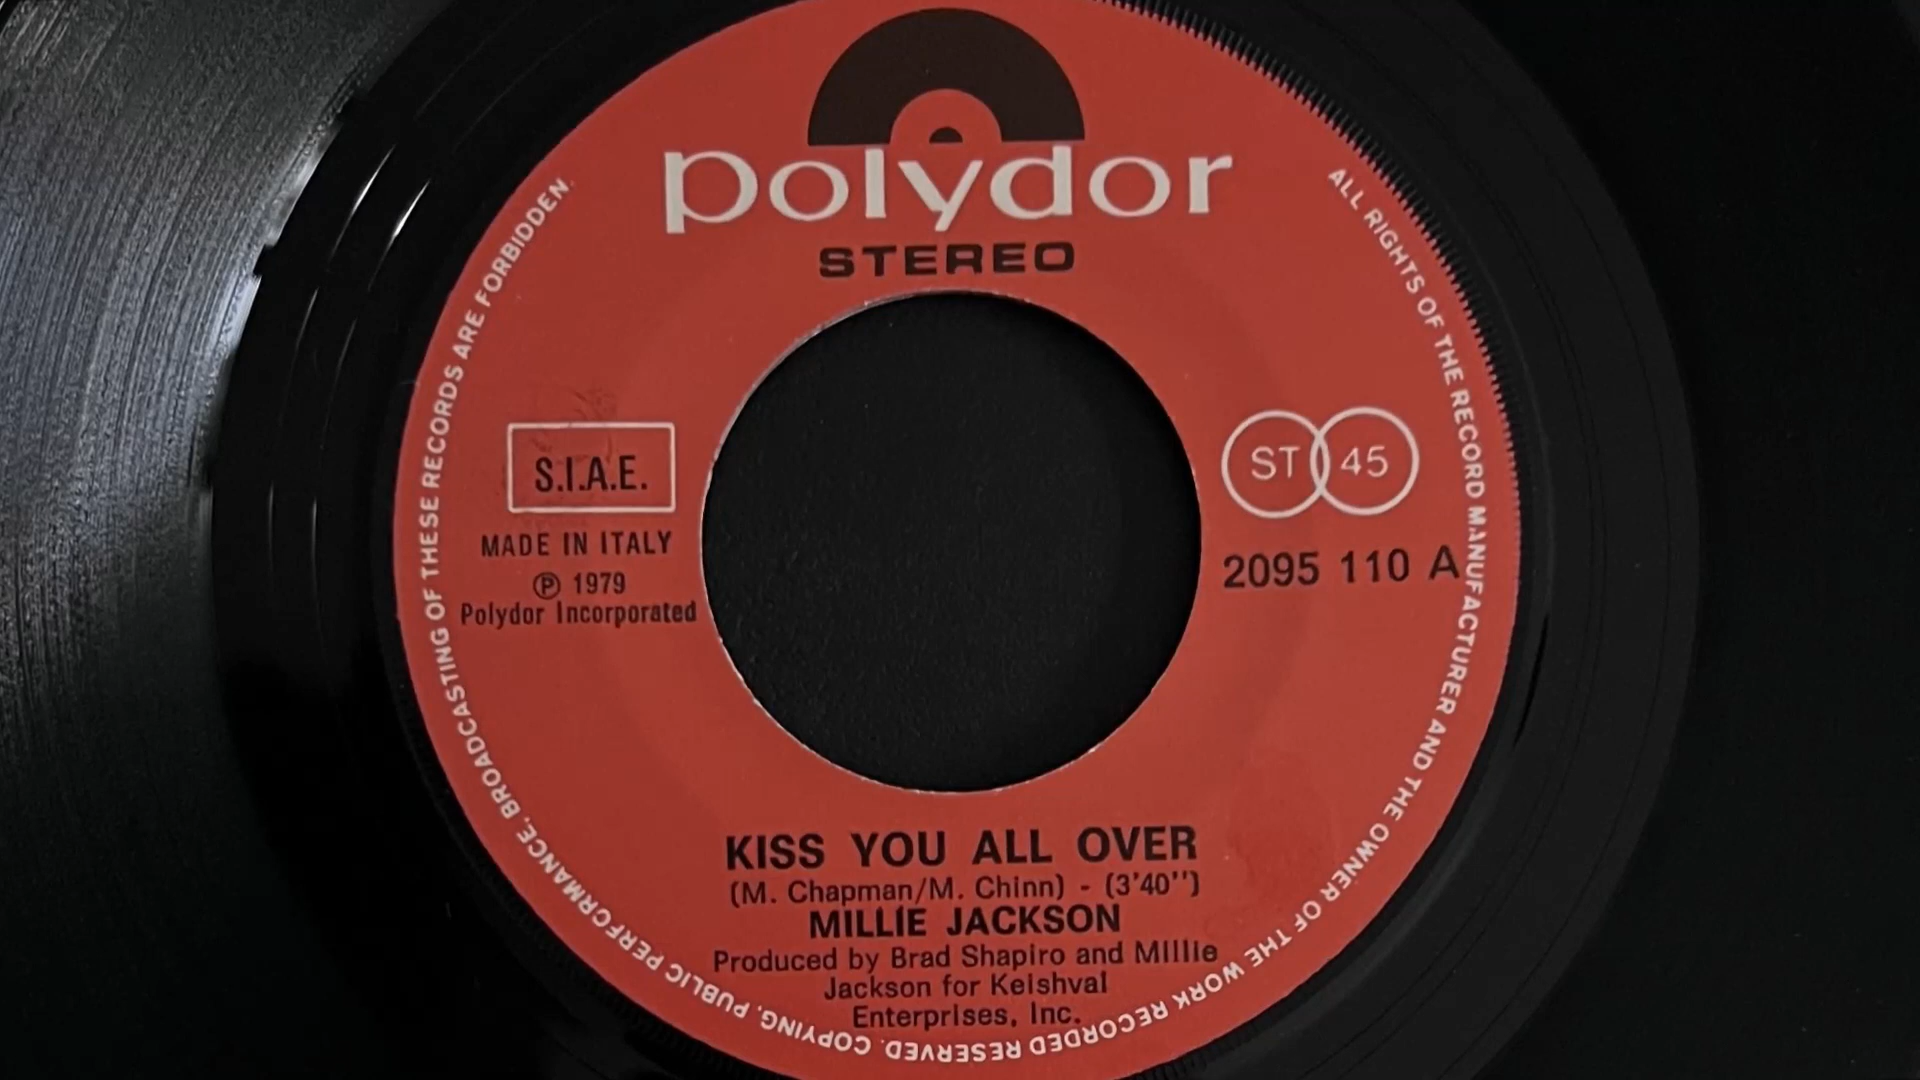 polydor
STEREO
S.I.A.E.
MADE IN ITALY
Ⓟ 1979
Polydor Incorporated
ST 45
2095 110 A
KISS YOU ALL OVER
(M. Chapman/M. Chinn) - (3'40'')
MILLIE JACKSON
Produced by Brad Shapiro and Millie
Jackson for Keishval
Enterprises, Inc.
ALL RIGHTS OF THE RECORD MANUFACTURER AND THE OWNER OF THE WORK RECORDED RESERVED. COPYING, PUBLIC PERFORMANCE, BROADCASTING OF THESE RECORDS ARE FORBIDDEN.